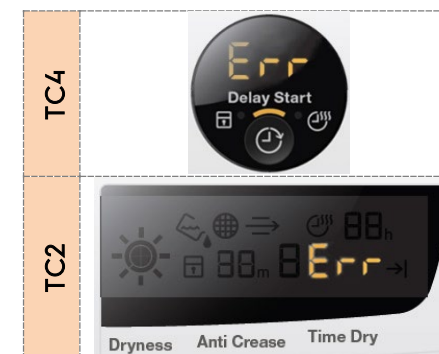 TC4
Err
Delay Start
TC2
88h
88m 8Err
Dryness Anti Crease Time Dry